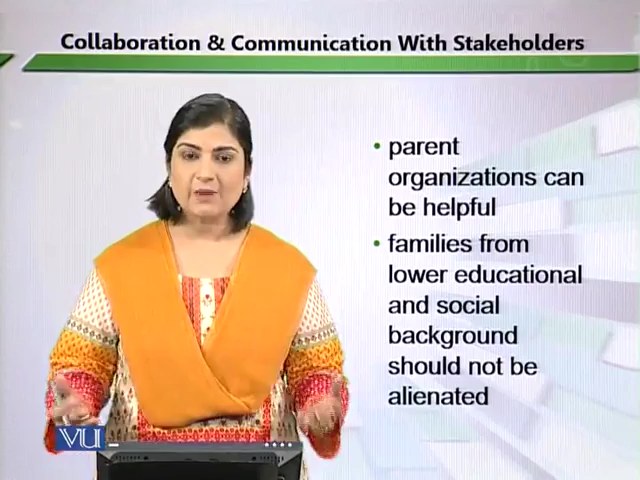 Collaboration & Communication With Stakeholders
• parent
organizations can
be helpful
• families from
lower educational
and social
background
should not be
alienated
VU